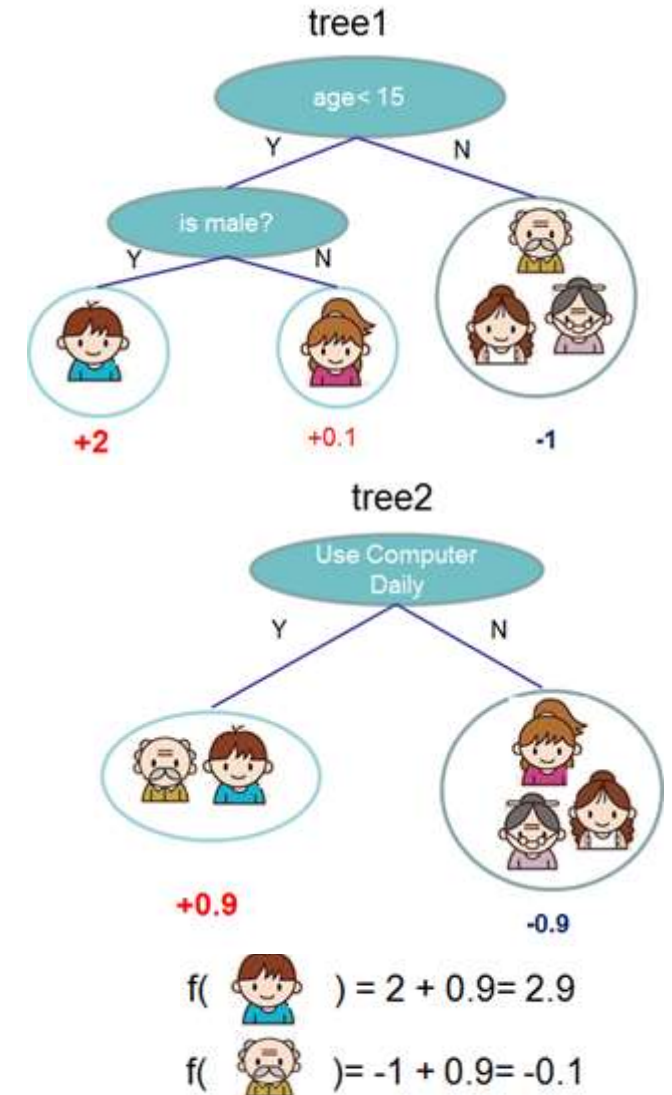 tree1
age< 15
Y N
is male?
Y N
+2 +0.1 -1
tree2
Use Computer
Daily
Y N
+0.9
-0.9
f( ) = 2 + 0.9= 2.9
f( )= -1 + 0.9= -0.1